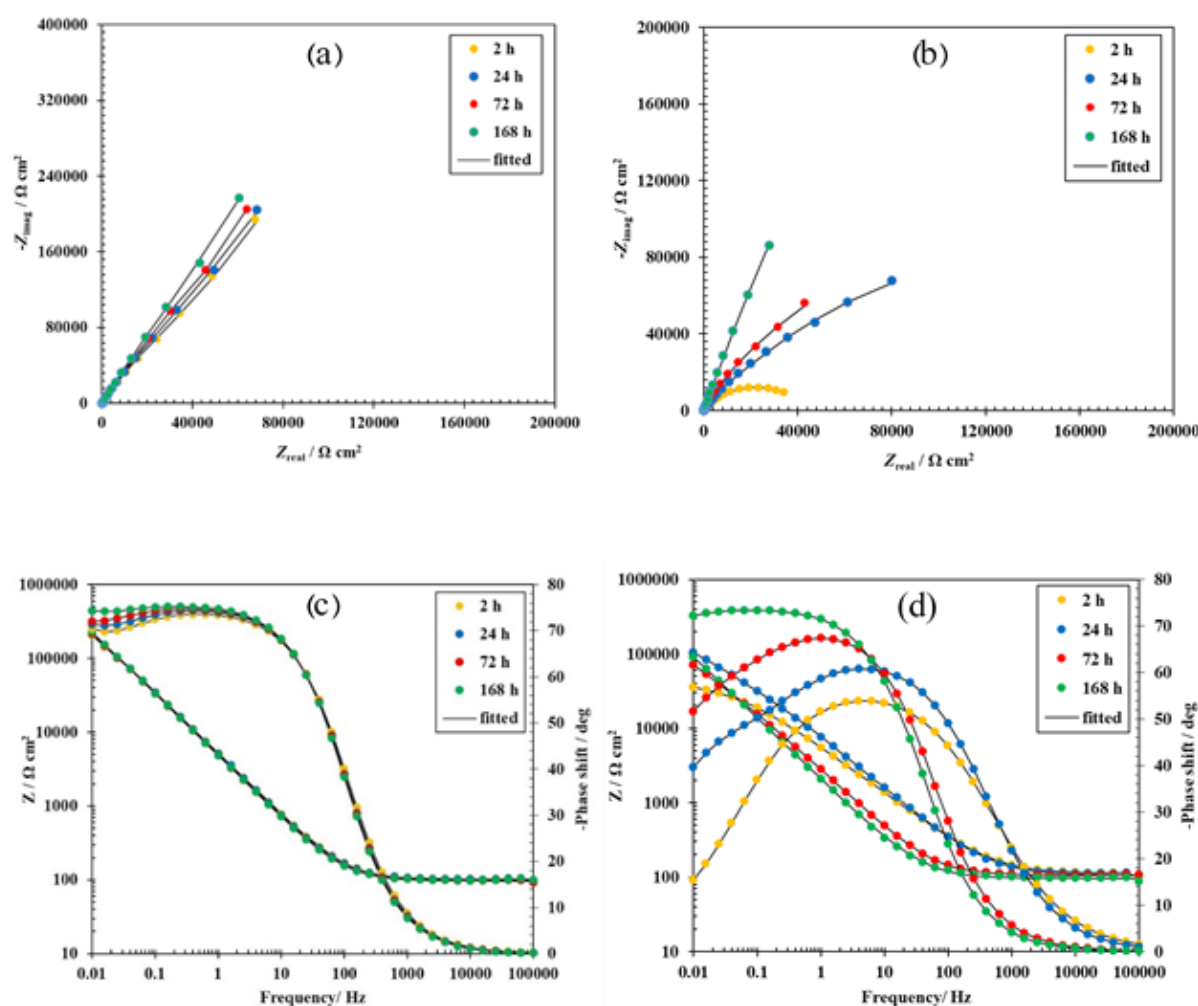 (a)
2 h
24 h
72 h
168 h
fitted
400000
320000
240000
160000
80000
0
-Zimag / Ω cm2
0
40000
80000
120000
160000
200000
Zreal / Ω cm2
(b)
2 h
24 h
72 h
168 h
fitted
200000
160000
120000
80000
40000
0
-Zimag / Ω cm2
0
40000
80000
120000
160000
200000
Zreal / Ω cm2
(c)
2 h
24 h
72 h
168 h
fitted
1000000
100000
10000
1000
100
10
Z / Ω cm2
80
70
60
50
40
30
20
10
0
-Phase shift / deg
0.01
0.1
1
10
100
1000
10000
100000
Frequency/ Hz
(d)
2 h
24 h
72 h
168 h
fitted
1000000
100000
10000
1000
100
10
Z / Ω cm2
80
70
60
50
40
30
20
10
0
-Phase shift / deg
0.01
0.1
1
10
100
1000
10000
100000
Frequency/ Hz